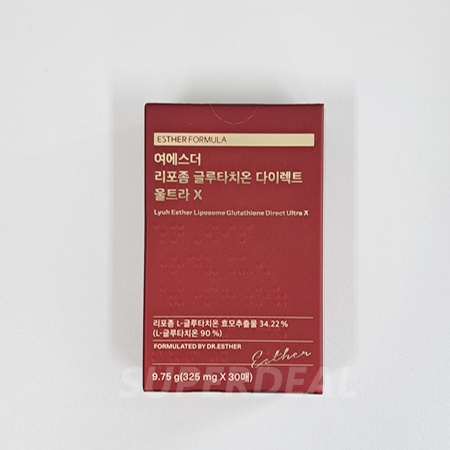 ESTHER FORMULA
여에스더
리포좀 글루타치온 다이렉트
울트라 X
Lyuh Esther Liposome Glutathione Direct Ultra X
리포좀 L-글루타치온 효모추출물 34.22 %
(L-글루타치온 90 %)
FORMULATED BY DR.ESTHER
Esther
9.75 g(325 mg X 30매)
SUPERDEAL